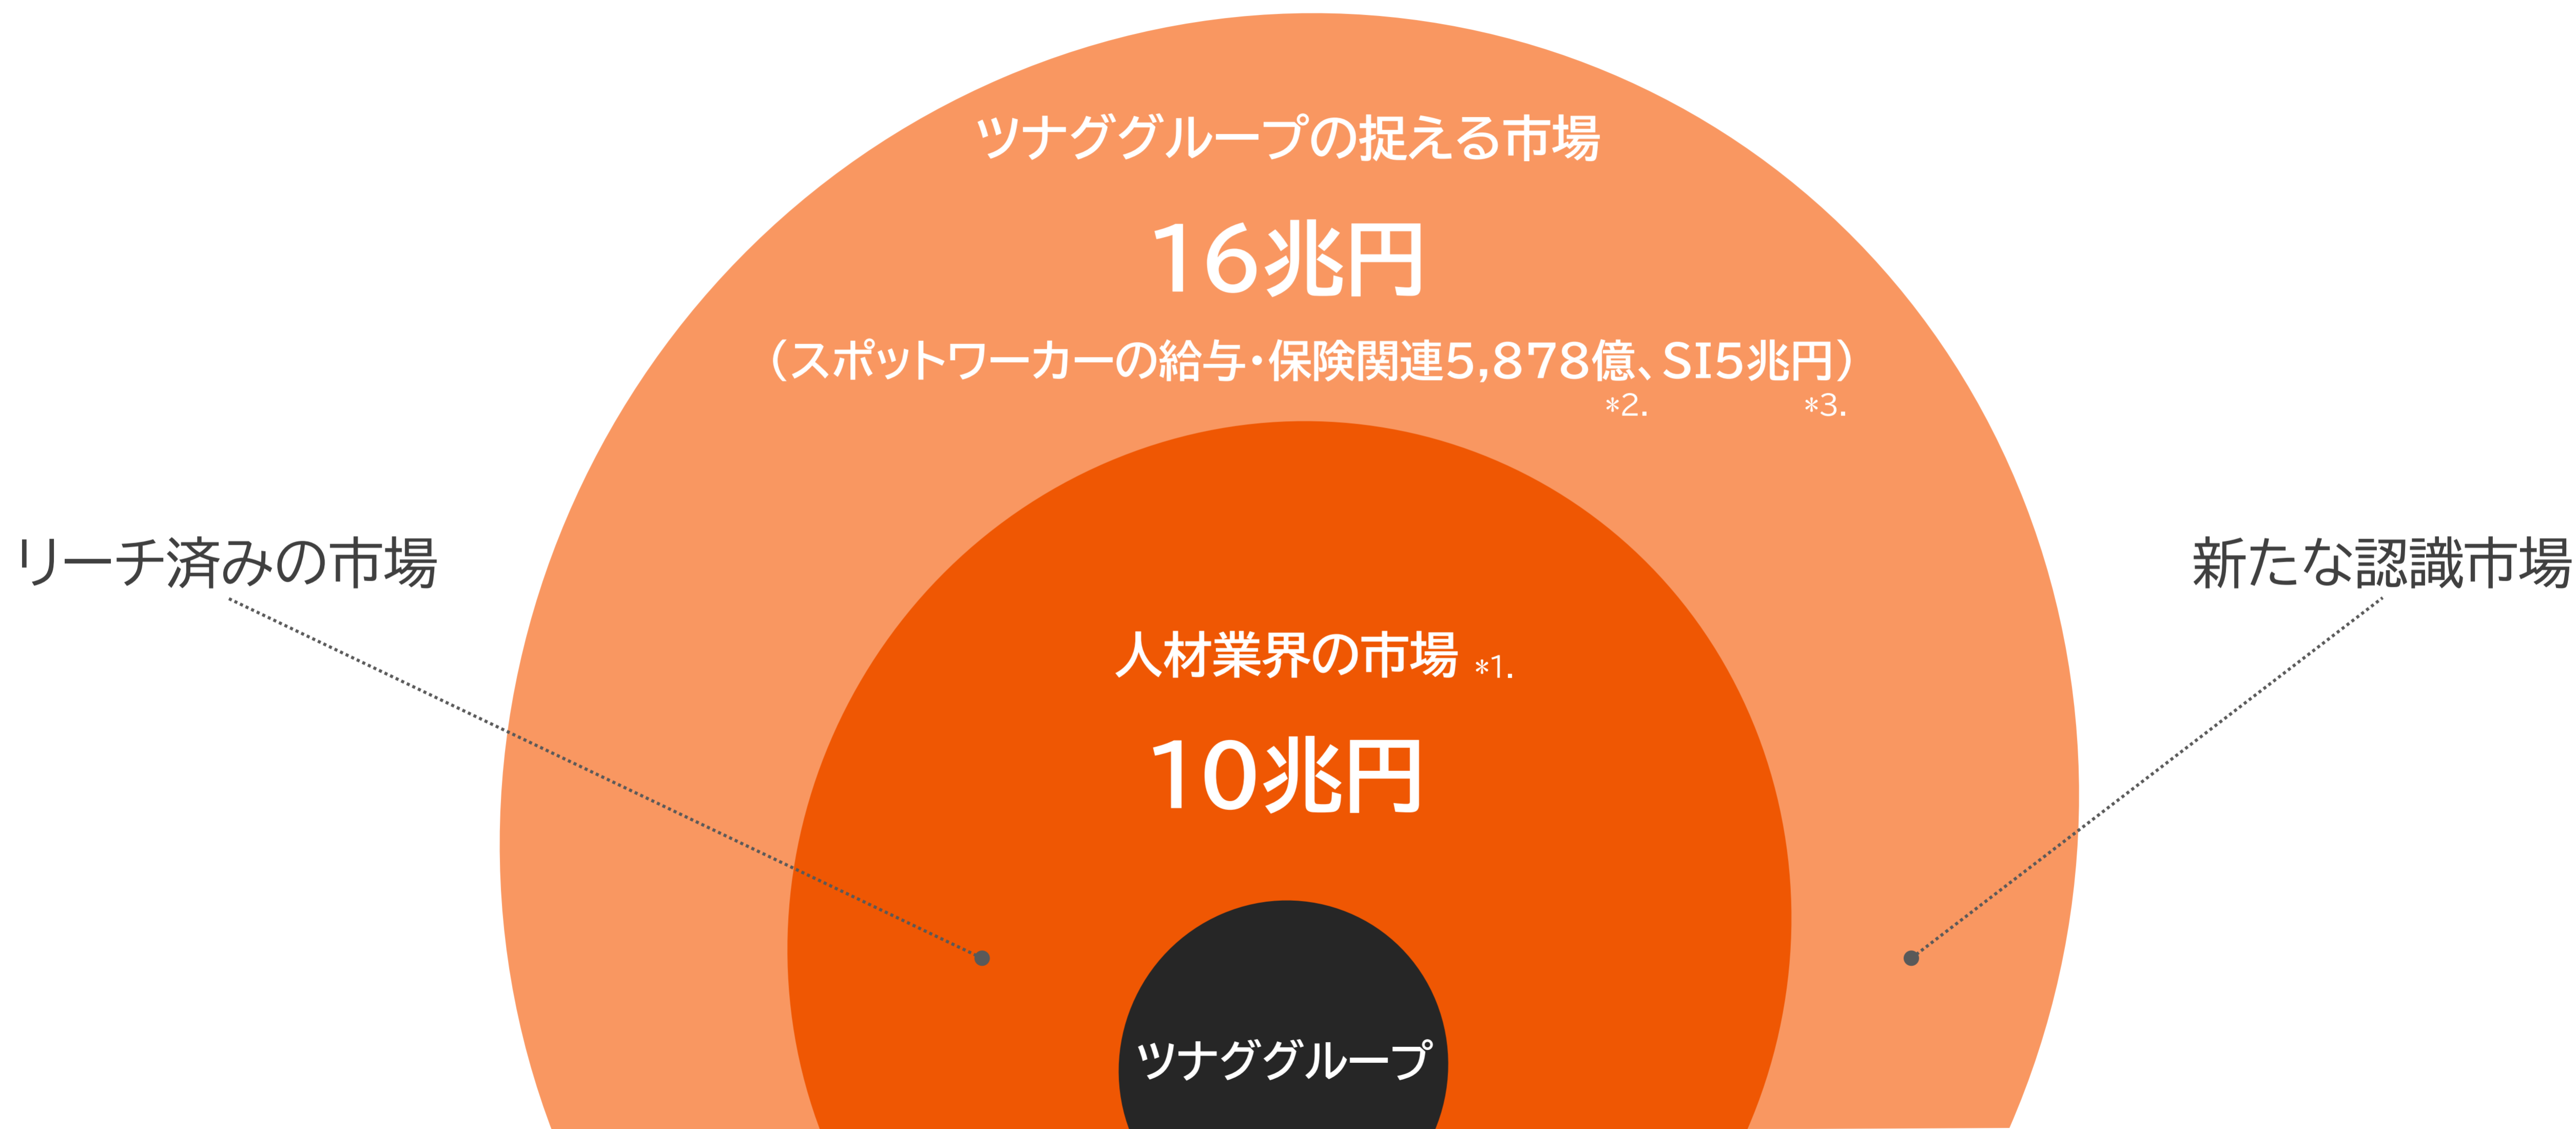 ツナググループの捉える市場
16兆円
（スポットワーカーの給与・保険関連5,878億、SI5兆円）
*2. *3.
リーチ済みの市場
新たな認識市場
人材業界の市場 *1.
10兆円
ツナググループ